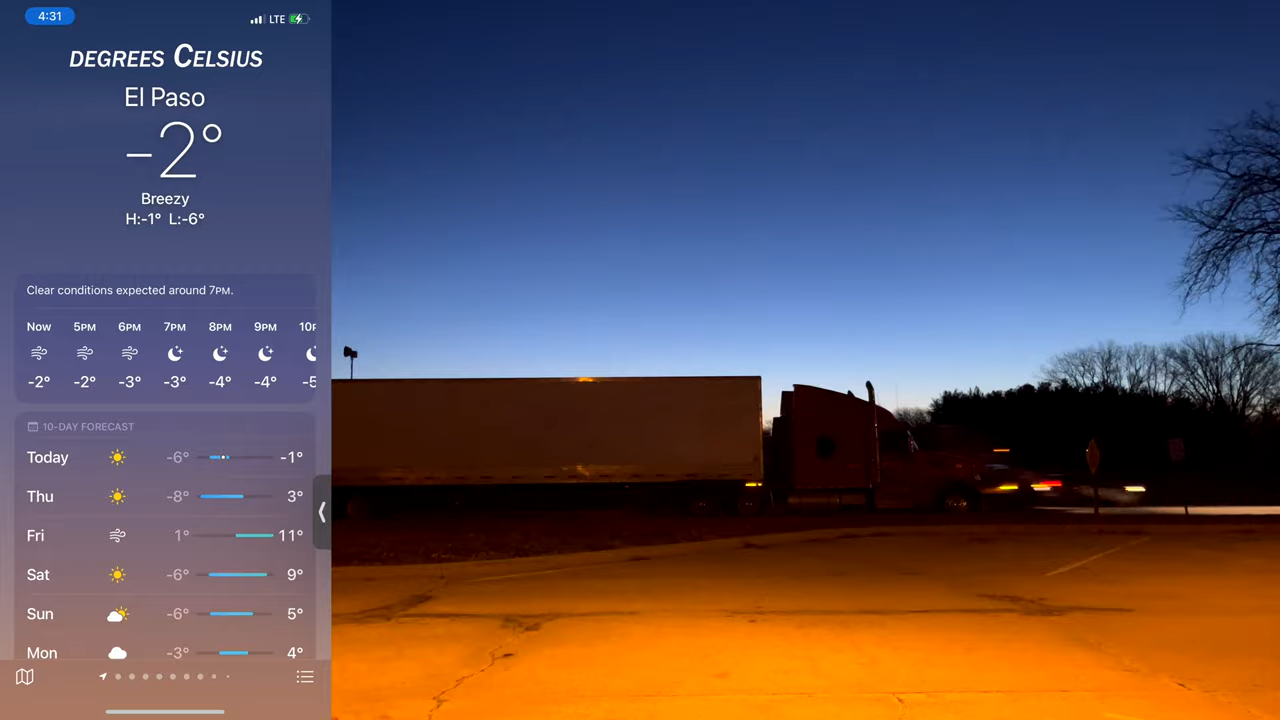 4:31
LTE
DEGREES CELSIUS
El Paso
-2°
Breezy
H:-1° L:-6°
Clear conditions expected around 7PM.
Now 5PM 6PM 7PM 8PM 9PM
-2° -2° -3° -3° -4° -4°
10-DAY FORECAST
Today -6° -1°
Thu -8° 3°
Fri 1° 11°
Sat -6° 9°
Sun -6° 5°
Mon -3° 4°